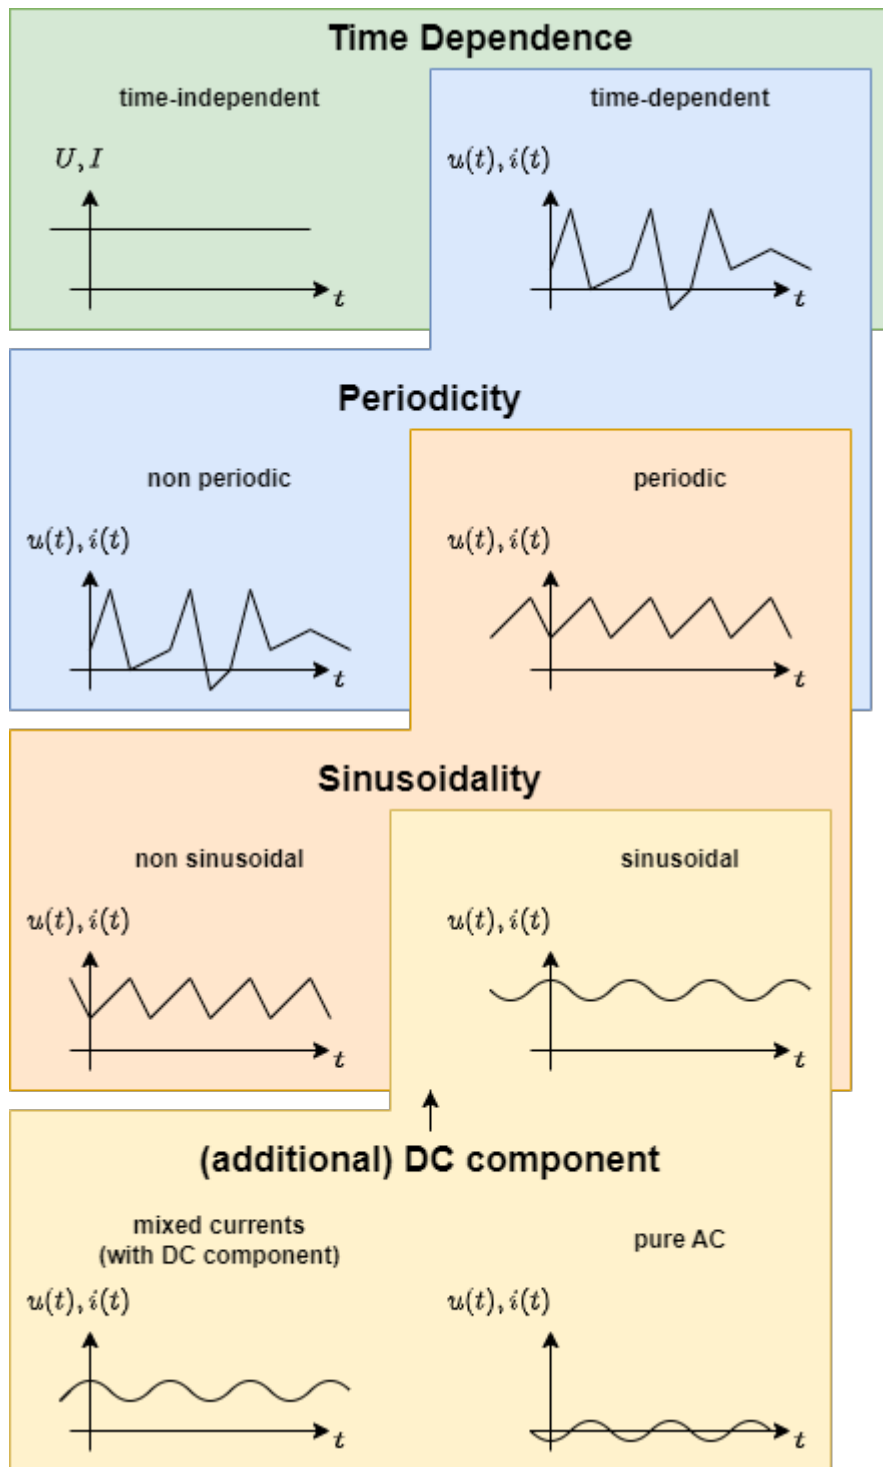 Time Dependence
time-independent
time-dependent
U, I
u(t), i(t)
t
t
Periodicity
non periodic
periodic
u(t), i(t)
u(t), i(t)
t
t
Sinusoidality
non sinusoidal
sinusoidal
u(t), i(t)
u(t), i(t)
t
t
(additional) DC component
mixed currents
(with DC component)
pure AC
u(t), i(t)
u(t), i(t)
t
t